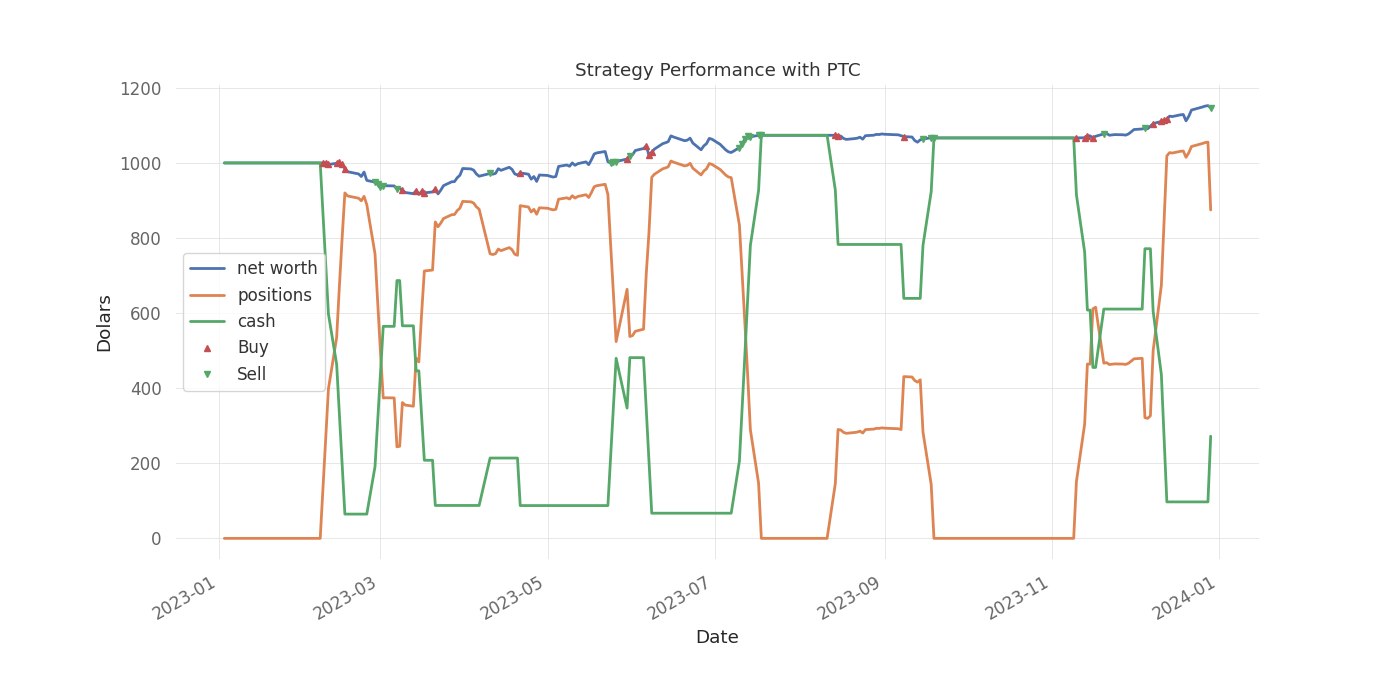 Strategy Performance with PTC
1200
1000
800
600
400
200
0
Dolars
net worth
positions
cash
Buy
Sell
2023-01
2023-03
2023-05
2023-07
2023-09
2023-11
2024-01
Date